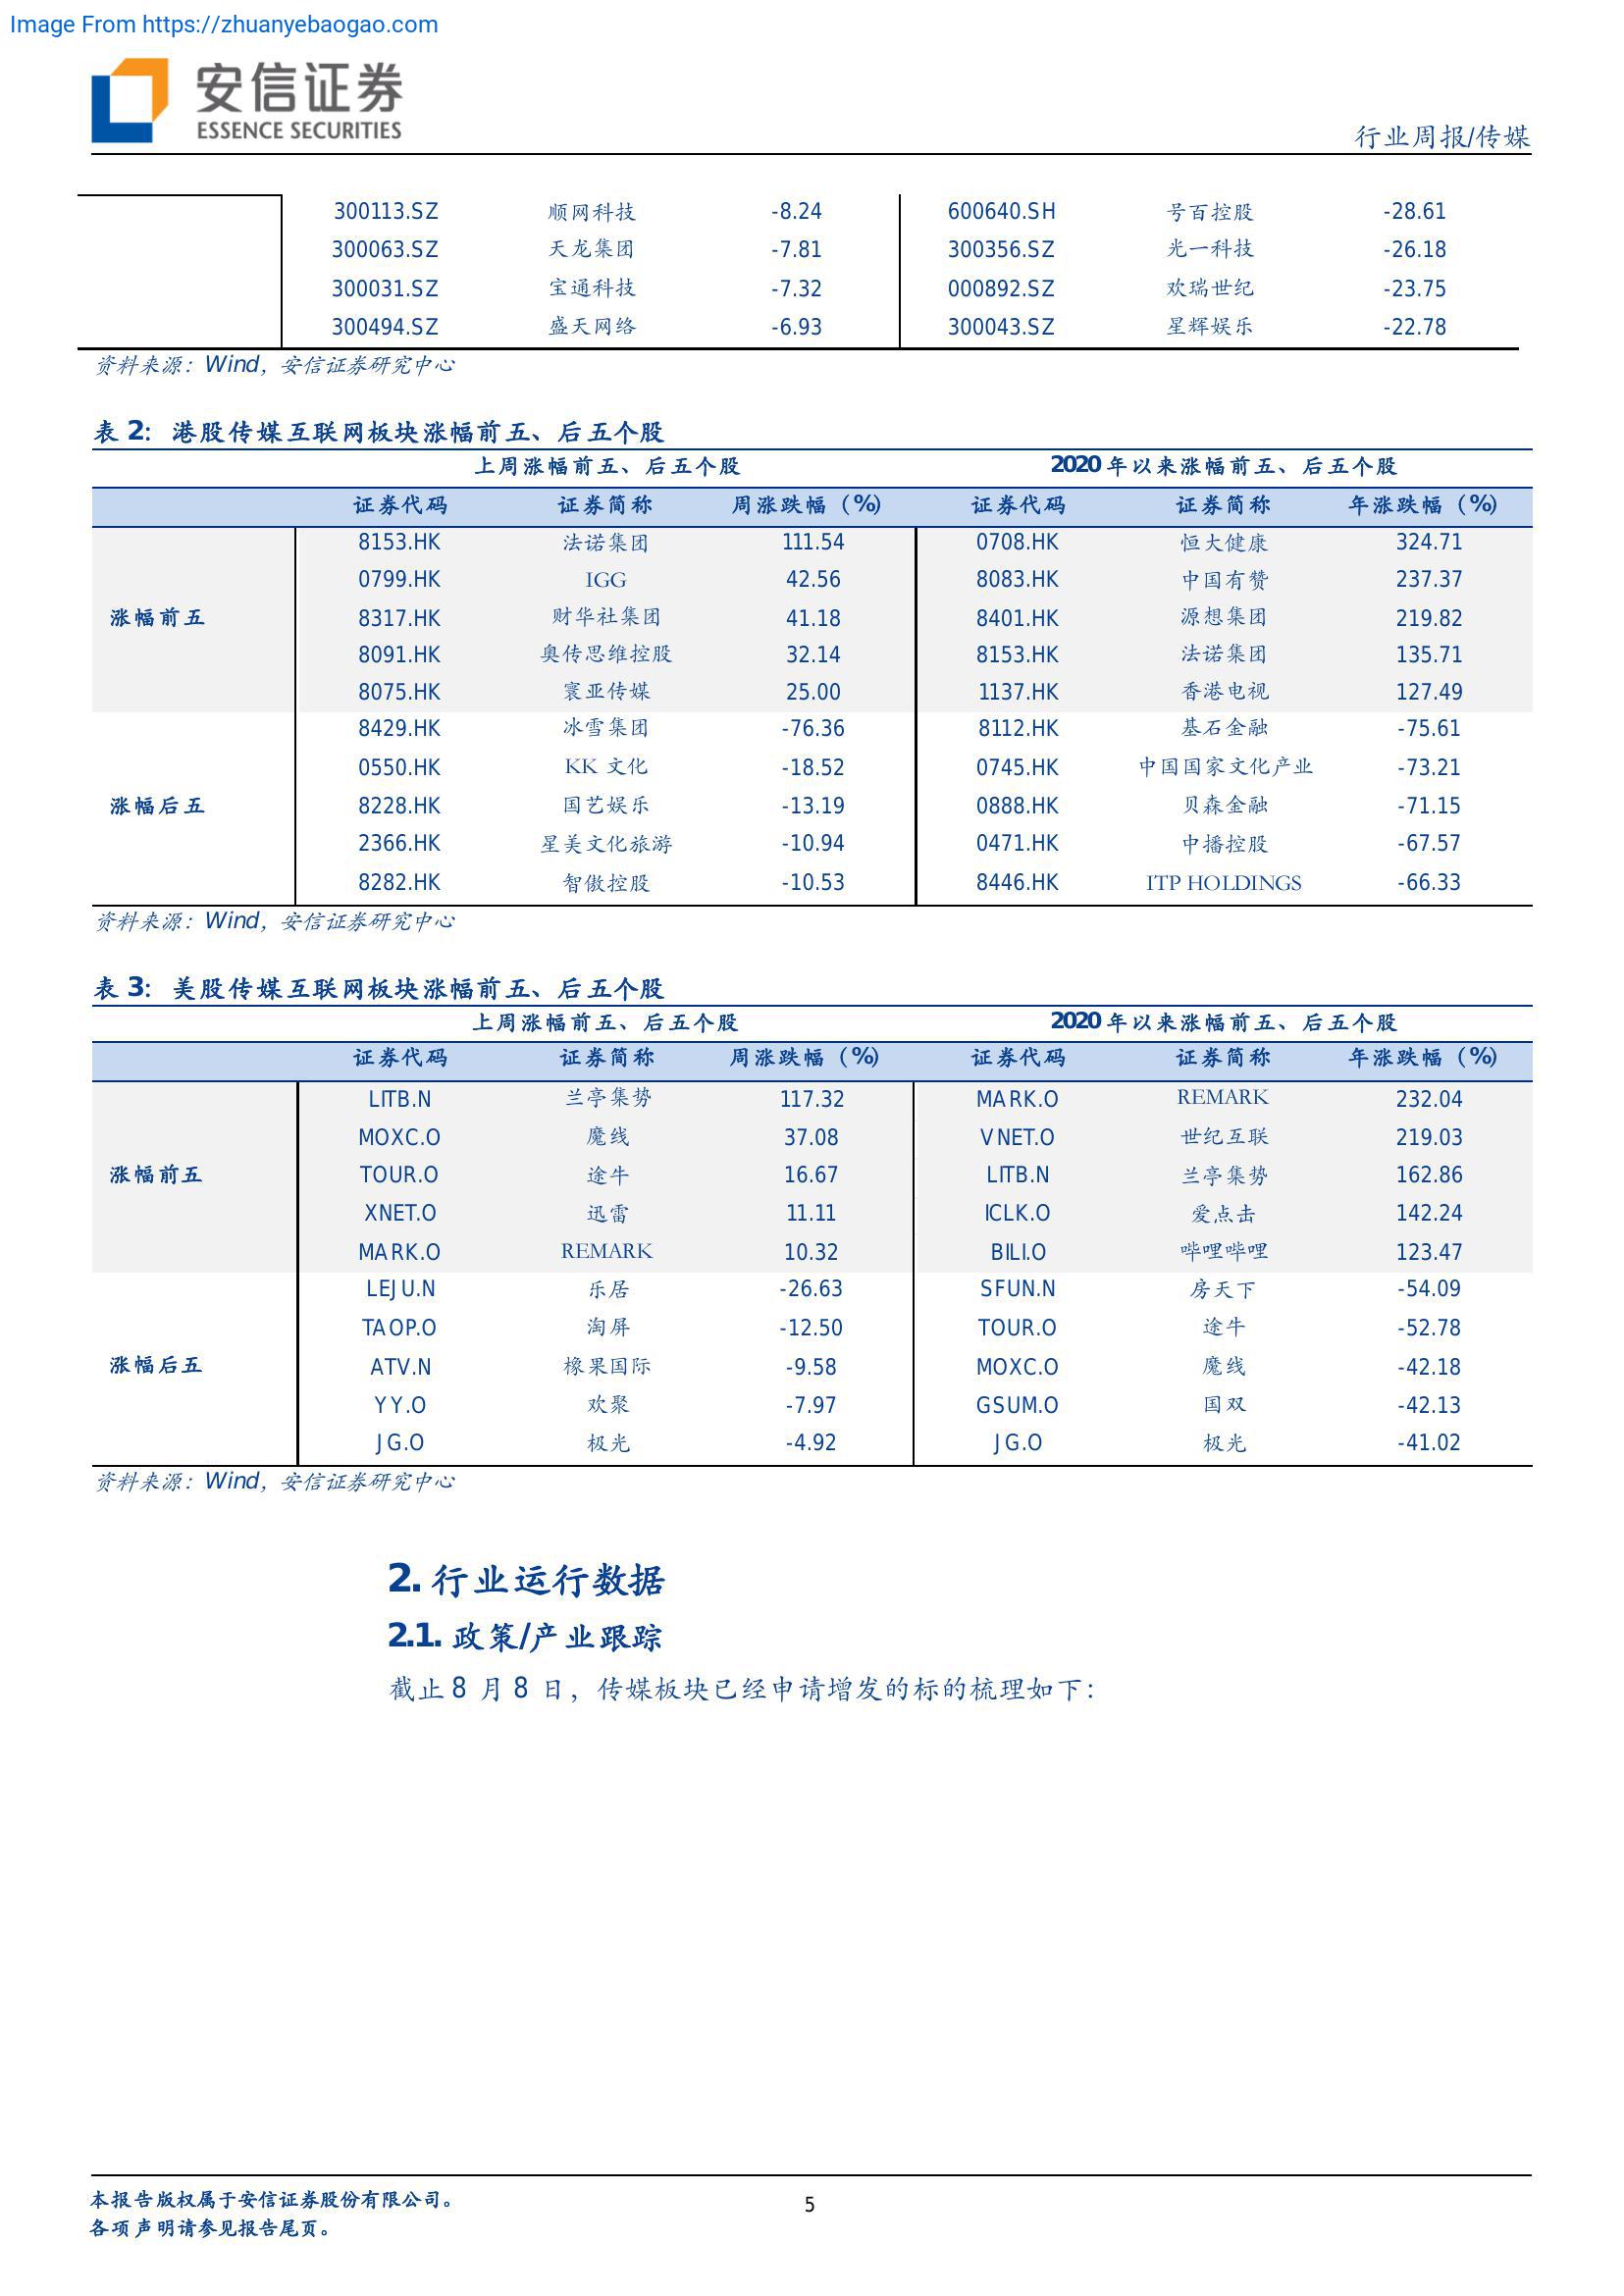 Image From https://zhuanyebaogao.com
安信证券
ESSENCE SECURITIES
行业周报/传媒
300113.SZ 顺网科技 -8.24 600640.SH 号百控股 -28.61
300063.SZ 天龙集团 -7.81 300356.SZ 光一科技 -26.18
300031.SZ 宝通科技 -7.32 000892.SZ 欢瑞世纪 -23.75
300494.SZ 盛天网络 -6.93 300043.SZ 星辉娱乐 -22.78
资料来源：Wind，安信证券研究中心
表 2：港股传媒互联网板块涨幅前五、后五个股
上周涨幅前五、后五个股 2020 年以来涨幅前五、后五个股
证券代码 证券简称 周涨跌幅（%） 证券代码 证券简称 年涨跌幅（%）
8153.HK 法诺集团 111.54 0708.HK 恒大健康 324.71
0799.HK IGG 42.56 8083.HK 中国有赞 237.37
涨幅前五 8317.HK 财华社集团 41.18 8401.HK 源想集团 219.82
8091.HK 奥传思维控股 32.14 8153.HK 法诺集团 135.71
8075.HK 寰亚传媒 25.00 1137.HK 香港电视 127.49
8429.HK 冰雪集团 -76.36 8112.HK 基石金融 -75.61
0550.HK KK 文化 -18.52 0745.HK 中国国家文化产业 -73.21
涨幅后五 8228.HK 国艺娱乐 -13.19 0888.HK 贝森金融 -71.15
2366.HK 星美文化旅游 -10.94 0471.HK 中播控股 -67.57
8282.HK 智傲控股 -10.53 8446.HK ITP HOLDINGS -66.33
资料来源：Wind，安信证券研究中心
表 3：美股传媒互联网板块涨幅前五、后五个股
上周涨幅前五、后五个股 2020 年以来涨幅前五、后五个股
证券代码 证券简称 周涨跌幅（%） 证券代码 证券简称 年涨跌幅（%）
LITB.N 兰亭集势 117.32 MARK.O REMARK 232.04
MOXC.O 魔线 37.08 VNET.O 世纪互联 219.03
涨幅前五 TOUR.O 途牛 16.67 LITB.N 兰亭集势 162.86
XNET.O 迅雷 11.11 ICLK.O 爱点击 142.24
MARK.O REMARK 10.32 BILI.O 哔哩哔哩 123.47
LEJU.N 乐居 -26.63 SFUN.N 房天下 -54.09
TAOP.O 淘屏 -12.50 TOUR.O 途牛 -52.78
涨幅后五 ATV.N 橡果国际 -9.58 MOXC.O 魔线 -42.18
YY.O 欢聚 -7.97 GSUM.O 国双 -42.13
JG.O 极光 -4.92 JG.O 极光 -41.02
资料来源：Wind，安信证券研究中心
2. 行业运行数据
2.1. 政策/产业跟踪
截止 8 月 8 日，传媒板块已经申请增发的标的梳理如下：
本报告版权属于安信证券股份有限公司。
5
各项声明请参见报告尾页。